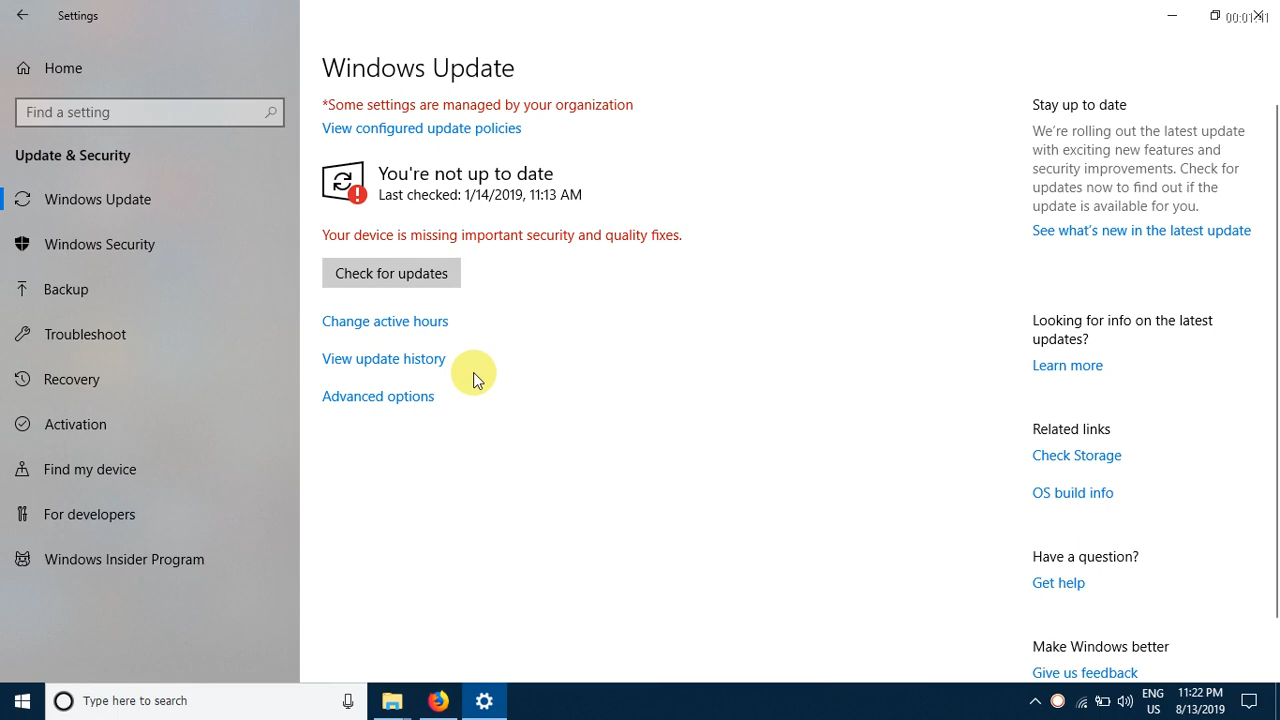 Settings
00:01:41
Home
Find a setting
Update & Security
Windows Update
Windows Security
Backup
Troubleshoot
Recovery
Activation
Find my device
For developers
Windows Insider Program
Windows Update
*Some settings are managed by your organization
View configured update policies
You're not up to date
Last checked: 1/14/2019, 11:13 AM
Your device is missing important security and quality fixes.
Check for updates
Change active hours
View update history
Advanced options
Stay up to date
We're rolling out the latest update
with exciting new features and
security improvements. Check for
updates now to find out if the
update is available for you.
See what's new in the latest update
Looking for info on the latest
updates?
Learn more
Related links
Check Storage
OS build info
Have a question?
Get help
Make Windows better
Give us feedback
Type here to search
ENG
US
11:22 PM
8/13/2019